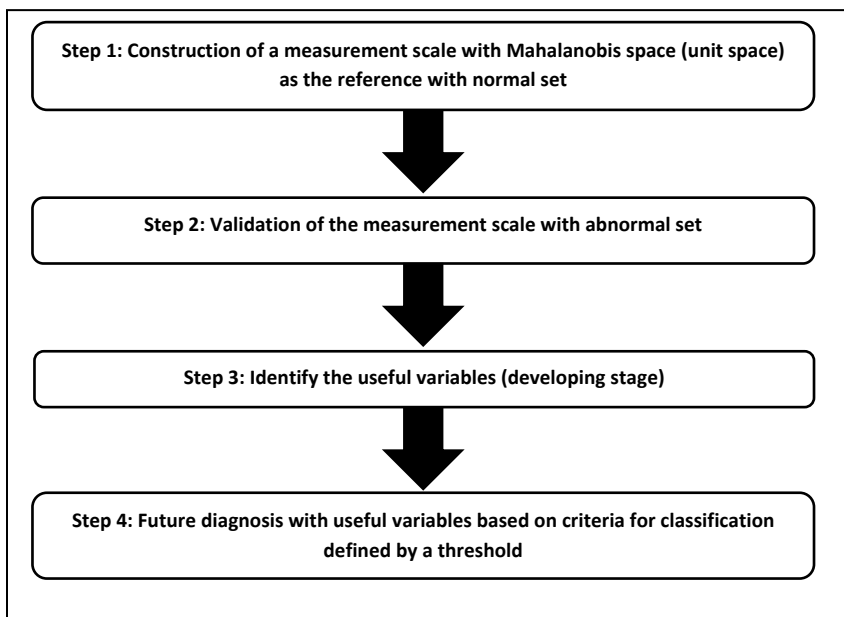 Step 1: Construction of a measurement scale with Mahalanobis space (unit space)
as the reference with normal set
Step 2: Validation of the measurement scale with abnormal set
Step 3: Identify the useful variables (developing stage)
Step 4: Future diagnosis with useful variables based on criteria for classification
defined by a threshold